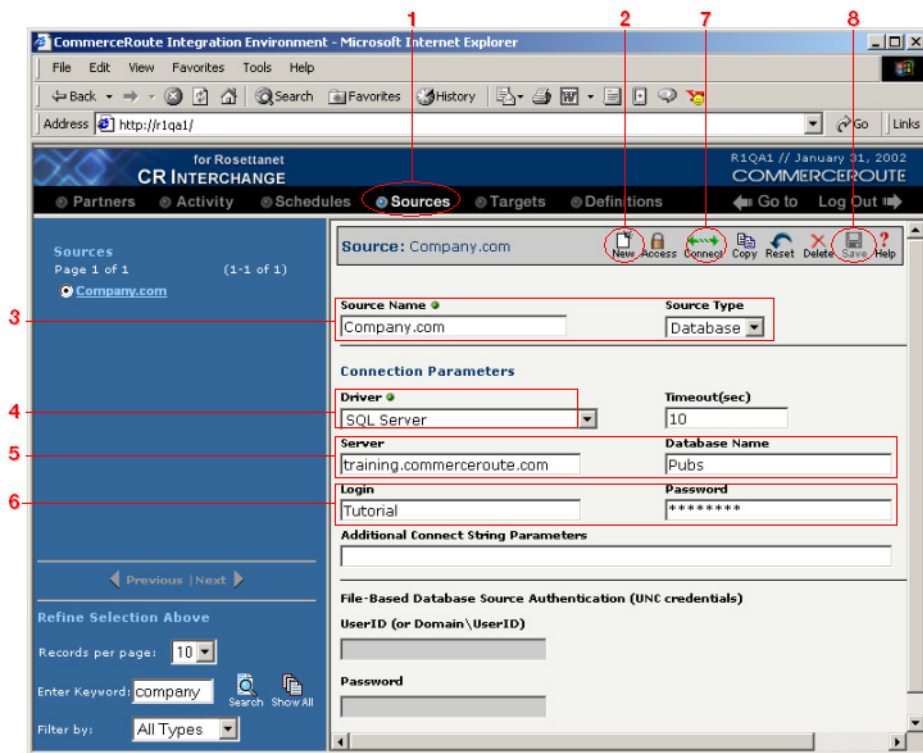 1 2 7 8
CommerceRoute Integration Environment - Microsoft Internet Explorer
File Edit View Favorites Tools Help
Back Search Favorites History
Address http://r1qa1/ Go Links
for Rosettanet
CR INTERCHANGE
R1QA1 // January 31, 2002
COMMERCEROUTE
Partners Activity Schedules Sources Targets Definitions Go to Log Out
Sources
Page 1 of 1 (1-1 of 1)
Company.com
Source: Company.com
New Access Connect Copy Reset Delete Save Help
3
Source Name Source Type
Company.com Database
Connection Parameters
4
Driver Timeout(sec)
SQL Server 10
5
Server Database Name
training.commerceroute.com Pubs
6
Login Password
Tutorial ********
Additional Connect String Parameters
File-Based Database Source Authentication (UNC credentials)
UserID (or Domain\UserID)
Password
Previous | Next
Refine Selection Above
Records per page: 10
Enter Keyword: company Search Show All
Filter by: All Types